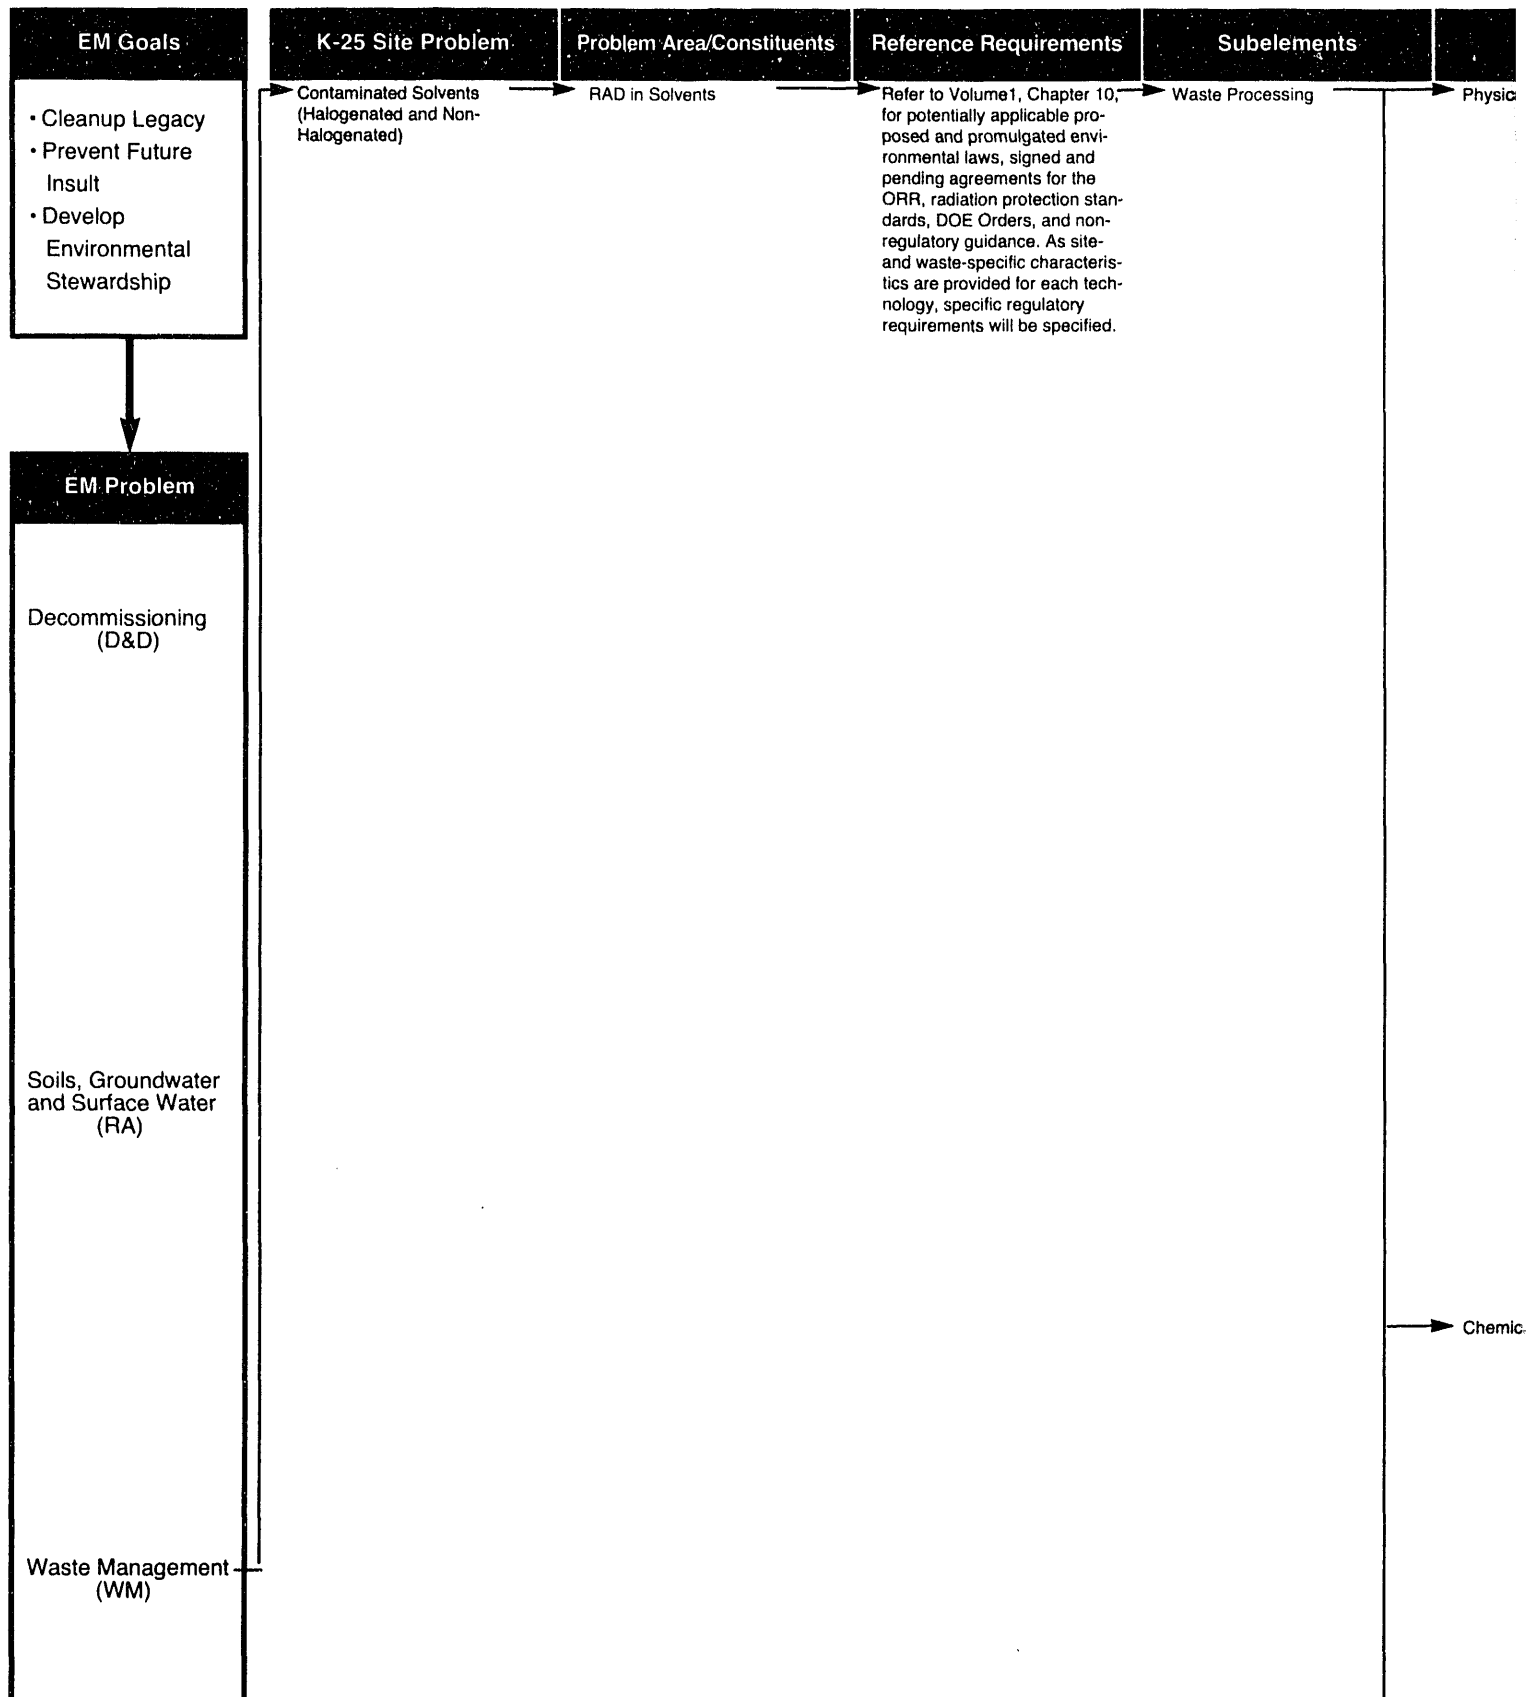 EM Goals
• Cleanup Legacy
• Prevent Future
Insult
• Develop
Environmental
Stewardship
EM Problem
Decommissioning
(D&D)
Soils, Groundwater
and Surface Water
(RA)
Waste Management
(WM)
K-25 Site Problem
Contaminated Solvents
(Halogenated and Non-
Halogenated)
Problem Area/Constituents
RAD in Solvents
Reference Requirements
Refer to Volume1, Chapter 10,
for potentially applicable pro-
posed and promulgated envi-
ronmental laws, signed and
pending agreements for the
ORR, radiation protection stan-
dards, DOE Orders, and non-
regulatory guidance. As site-
and waste-specific characteris-
tics are provided for each tech-
nology, specific regulatory
requirements will be specified.
Subelements
Waste Processing
Physic
Chemic